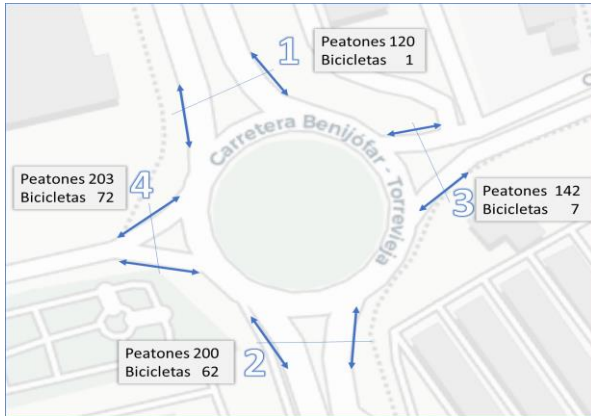 1
Peatones 120
Bicicletas 1
Carretera Benijófar - Torrevieja
4
Peatones 203
Bicicletas 72
3
Peatones 142
Bicicletas 7
Peatones 200
Bicicletas 62
2